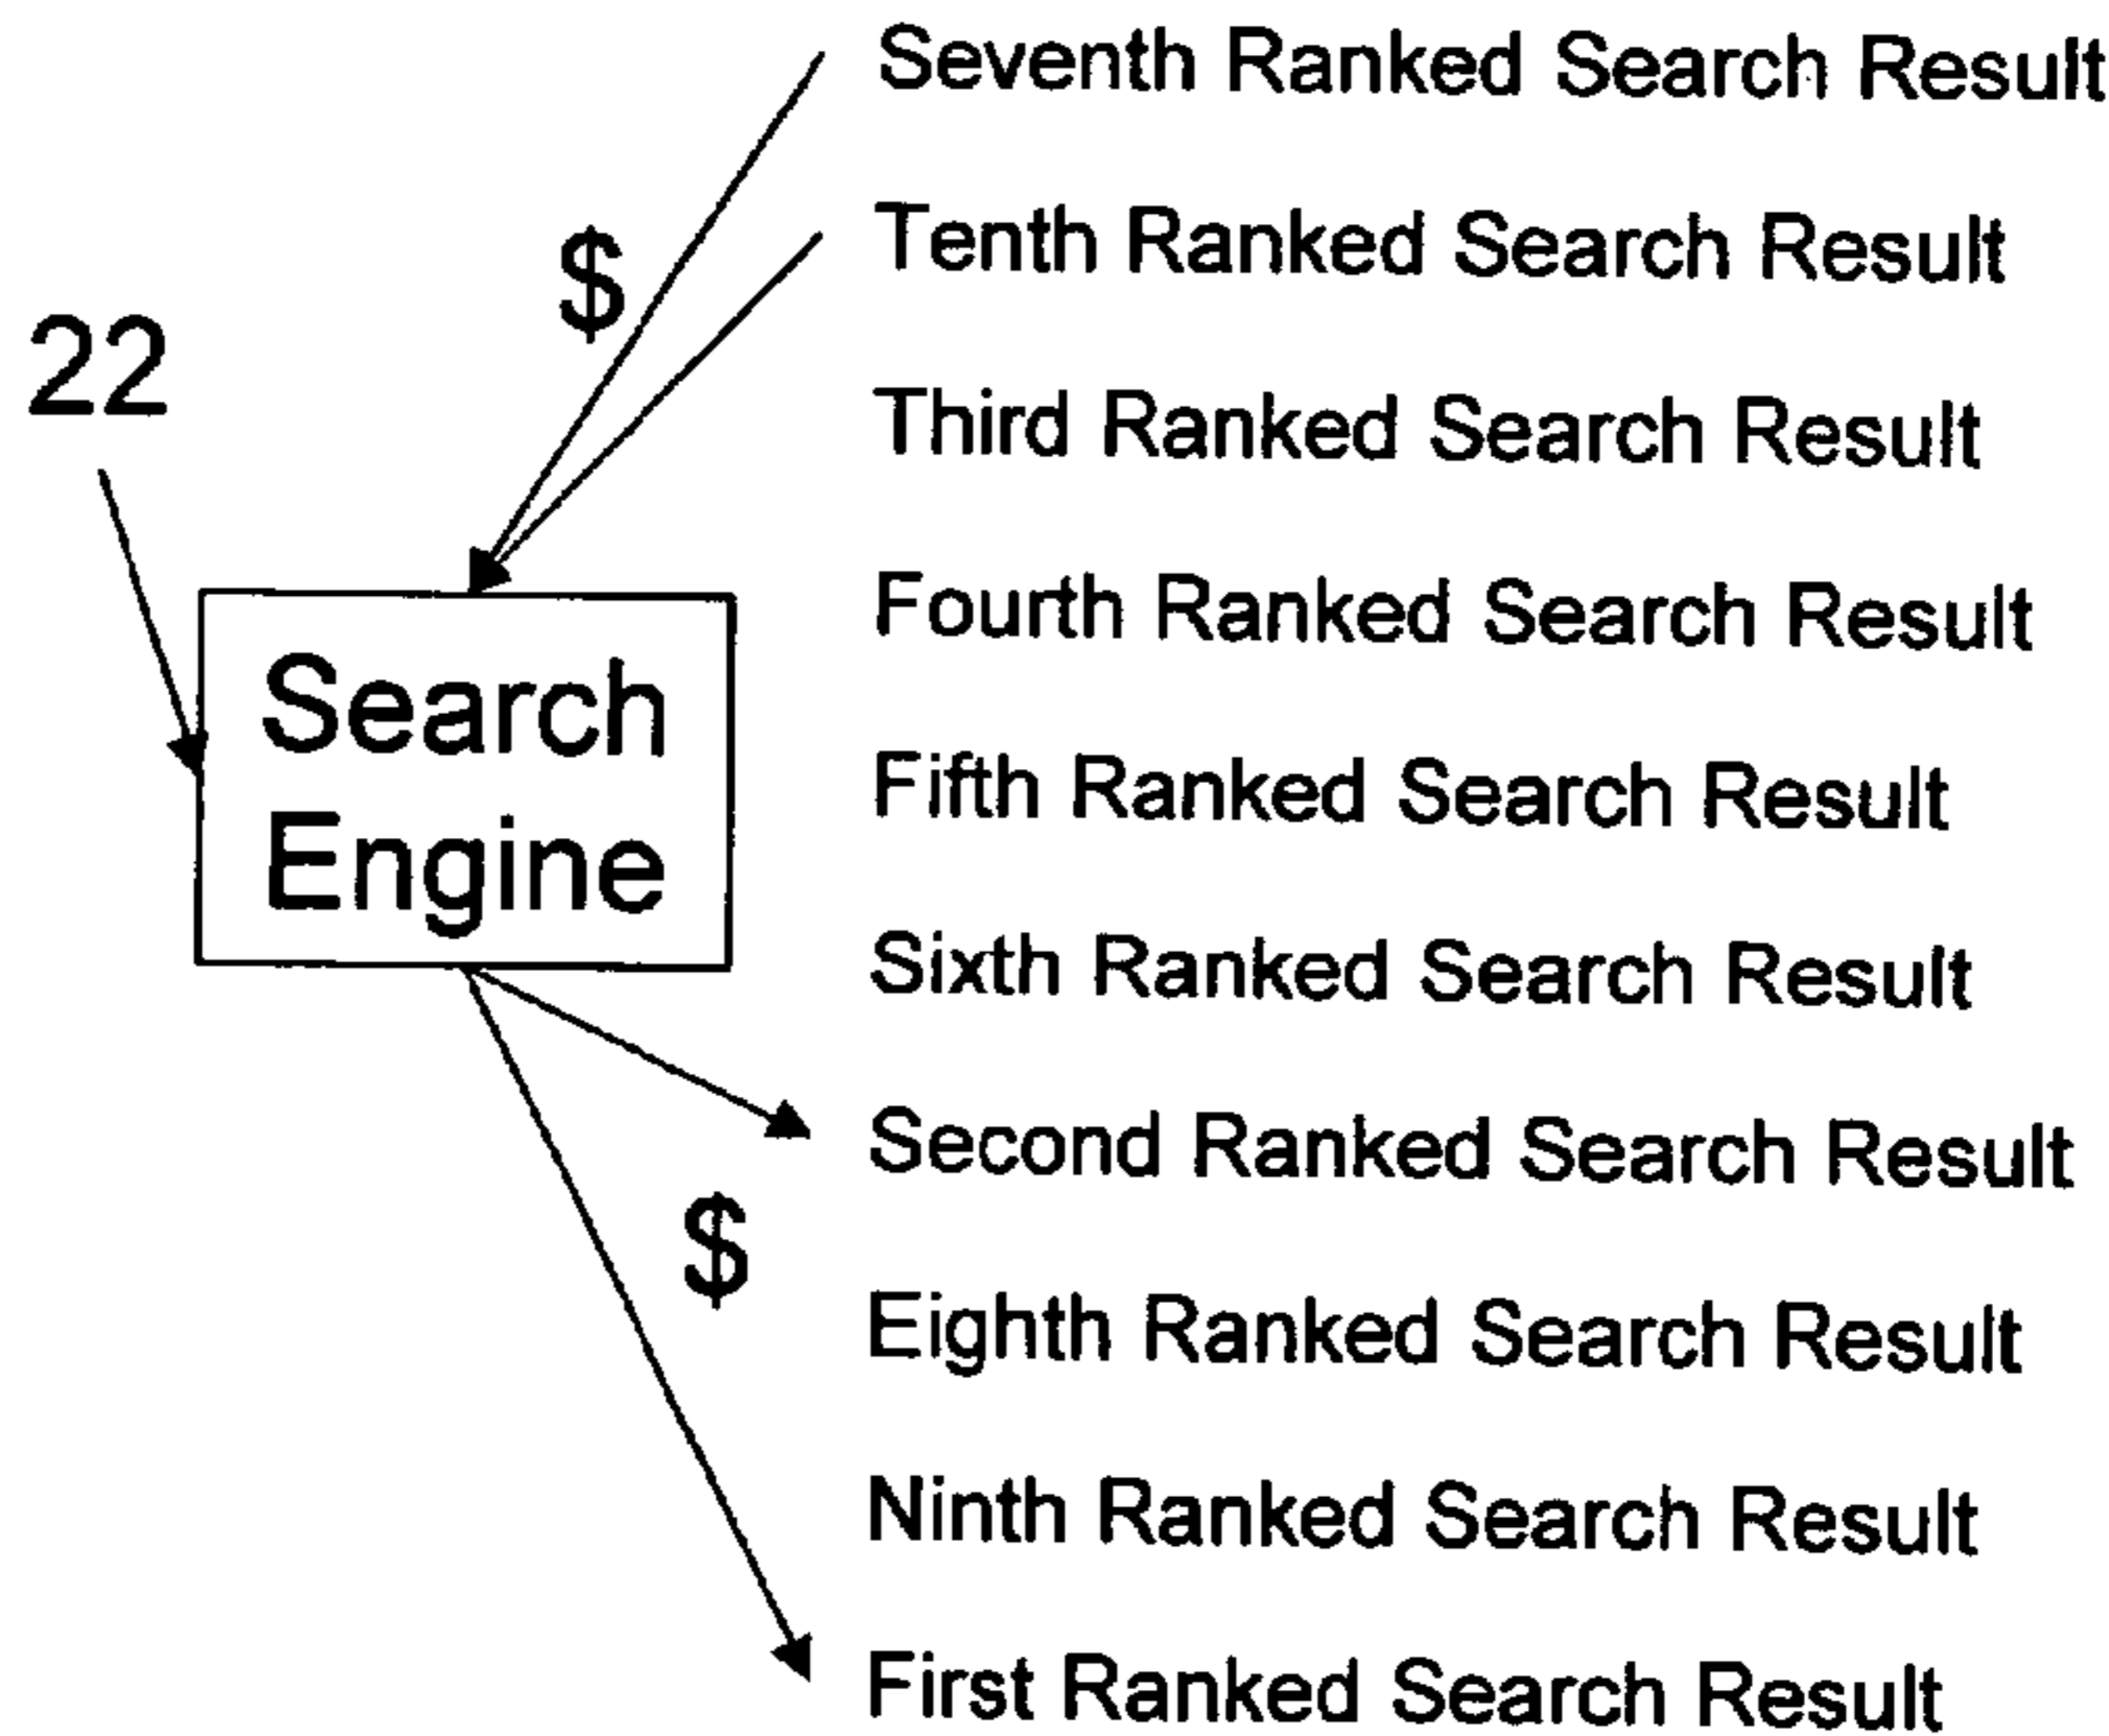 Seventh Ranked Search Result
$
Tenth Ranked Search Result
22
Third Ranked Search Result
Fourth Ranked Search Result
Search
Engine
Fifth Ranked Search Result
Sixth Ranked Search Result
Second Ranked Search Result
$
Eighth Ranked Search Result
Ninth Ranked Search Result
First Ranked Search Result